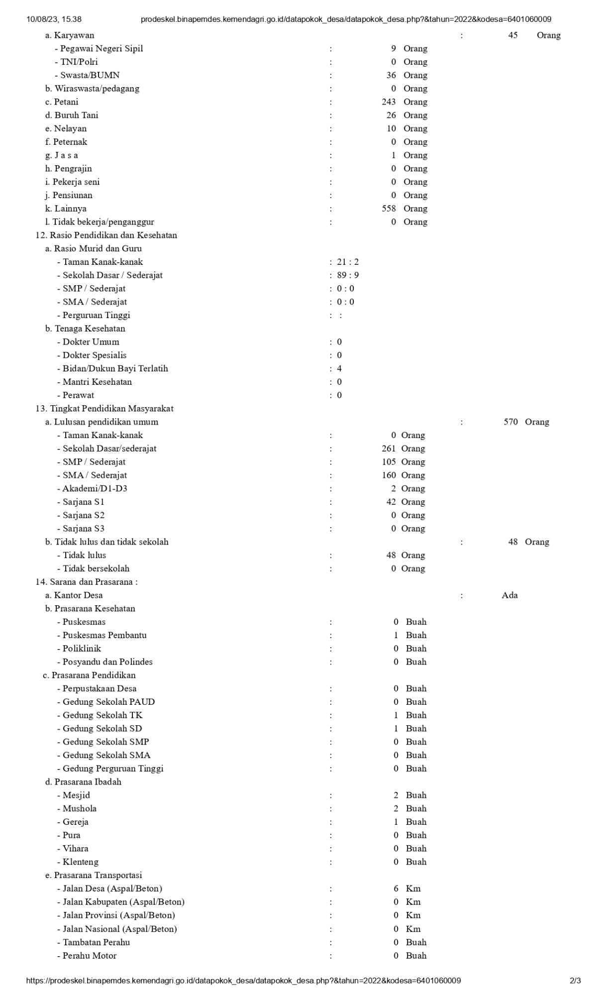 10/08/23, 15.38 prodeskel.binapemdes.kemendagri.go.id/datapokok_desa/datapokok_desa.php?&tahun=2022&kodesa=6401060009
a. Karyawan : 45 Orang
- Pegawai Negeri Sipil : 9 Orang
- TNI/Polri : 0 Orang
- Swasta/BUMN : 36 Orang
b. Wiraswasta/pedagang : 0 Orang
c. Petani : 243 Orang
d. Buruh Tani : 26 Orang
e. Nelayan : 10 Orang
f. Peternak : 0 Orang
g. J a s a : 1 Orang
h. Pengrajin : 0 Orang
i. Pekerja seni : 0 Orang
j. Pensiunan : 0 Orang
k. Lainnya : 558 Orang
l. Tidak bekerja/penganggur : 0 Orang
12. Rasio Pendidikan dan Kesehatan
a. Rasio Murid dan Guru
- Taman Kanak-kanak : 21 : 2
- Sekolah Dasar / Sederajat : 89 : 9
- SMP / Sederajat : 0 : 0
- SMA / Sederajat : 0 : 0
- Perguruan Tinggi : :
b. Tenaga Kesehatan
- Dokter Umum : 0
- Dokter Spesialis : 0
- Bidan/Dukun Bayi Terlatih : 4
- Mantri Kesehatan : 0
- Perawat : 0
13. Tingkat Pendidikan Masyarakat
a. Lulusan pendidikan umum : 570 Orang
- Taman Kanak-kanak : 0 Orang
- Sekolah Dasar/sederajat : 261 Orang
- SMP / Sederajat : 105 Orang
- SMA / Sederajat : 160 Orang
- Akademi/D1-D3 : 2 Orang
- Sarjana S1 : 42 Orang
- Sarjana S2 : 0 Orang
- Sarjana S3 : 0 Orang
b. Tidak lulus dan tidak sekolah : 48 Orang
- Tidak lulus : 48 Orang
- Tidak bersekolah : 0 Orang
14. Sarana dan Prasarana :
a. Kantor Desa : Ada
b. Prasarana Kesehatan
- Puskesmas : 0 Buah
- Puskesmas Pembantu : 1 Buah
- Poliklinik : 0 Buah
- Posyandu dan Polindes : 0 Buah
c. Prasarana Pendidikan
- Perpustakaan Desa : 0 Buah
- Gedung Sekolah PAUD : 0 Buah
- Gedung Sekolah TK : 1 Buah
- Gedung Sekolah SD : 1 Buah
- Gedung Sekolah SMP : 0 Buah
- Gedung Sekolah SMA : 0 Buah
- Gedung Perguruan Tinggi : 0 Buah
d. Prasarana Ibadah
- Mesjid : 2 Buah
- Mushola : 2 Buah
- Gereja : 1 Buah
- Pura : 0 Buah
- Vihara : 0 Buah
- Klenteng : 0 Buah
e. Prasarana Transportasi
- Jalan Desa (Aspal/Beton) : 6 Km
- Jalan Kabupaten (Aspal/Beton) : 0 Km
- Jalan Provinsi (Aspal/Beton) : 0 Km
- Jalan Nasional (Aspal/Beton) : 0 Km
- Tambatan Perahu : 0 Buah
- Perahu Motor : 0 Buah
https://prodeskel.binapemdes.kemendagri.go.id/datapokok_desa/datapokok_desa.php?&tahun=2022&kodesa=6401060009 2/3